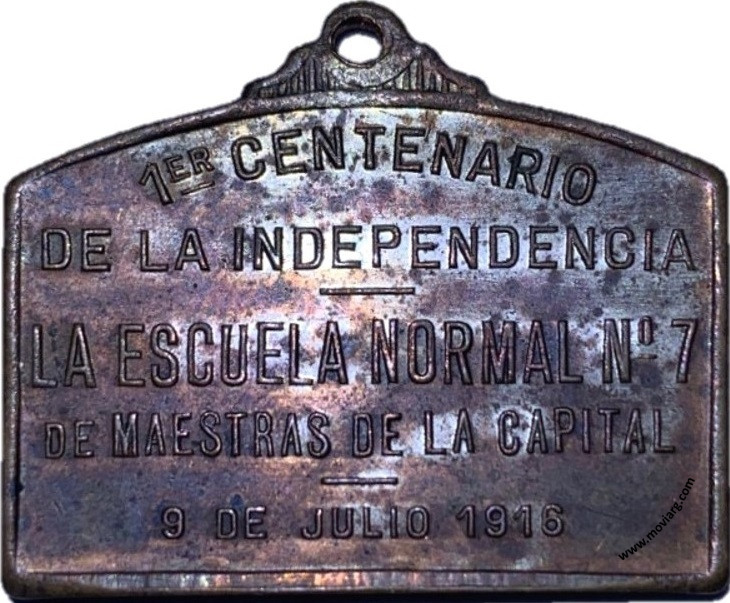 1ER CENTENARIO
DE LA INDEPENDENCIA
LA ESCUELA NORMAL Nº 7
DE MAESTRAS DE LA CAPITAL
9 DE JULIO 1916
www.moviarg.com